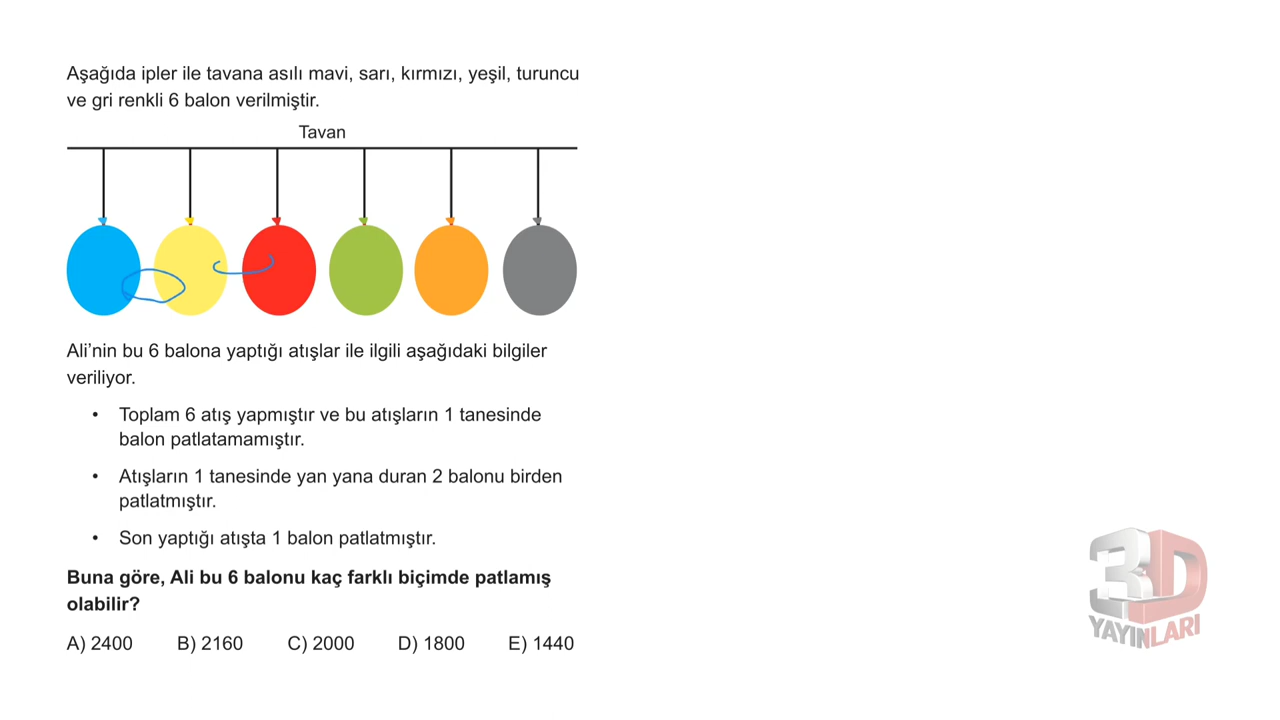 Aşağıda ipler ile tavana asılı mavi, sarı, kırmızı, yeşil, turuncu
ve gri renkli 6 balon verilmiştir.
Tavan
Ali’nin bu 6 balona yaptığı atışlar ile ilgili aşağıdaki bilgiler
veriliyor.
• Toplam 6 atış yapmıştır ve bu atışların 1 tanesinde
balon patlatamamıştır.
• Atışların 1 tanesinde yan yana duran 2 balonu birden
patlatmıştır.
• Son yaptığı atışta 1 balon patlatmıştır.
Buna göre, Ali bu 6 balonu kaç farklı biçimde patlamış
olabilir?
A) 2400 B) 2160 C) 2000 D) 1800 E) 1440
3D
YAYINLARI